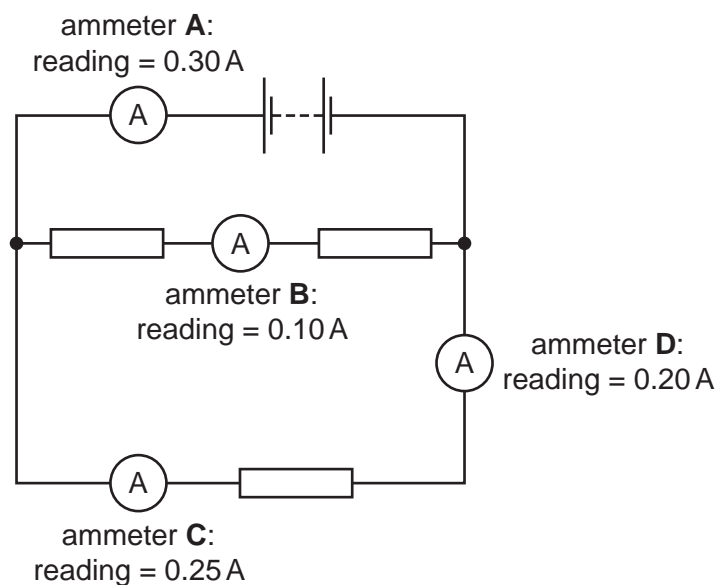 ammeter A:
reading = 0.30 A
A
A
ammeter B:
reading = 0.10 A
A
ammeter D:
reading = 0.20 A
A
ammeter C:
reading = 0.25 A